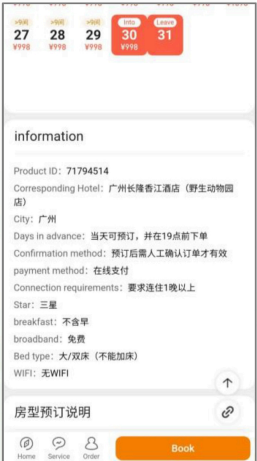 >9间 >9间 >9间 Into Leave
27 28 29 30 31
¥998 ¥998 ¥998 ¥998
information
Product ID: 71794514
Corresponding Hotel: 广州长隆香江酒店（野生动物园
店）
City: 广州
Days in advance: 当天可预订，并在19点前下单
Confirmation method: 预订后需人工确认订单才有效
payment method: 在线支付
Connection requirements: 要求连住1晚以上
Star: 三星
breakfast: 不含早
broadband: 免费
Bed type: 大/双床（不能加床）
WIFI: 无WIFI
房型预订说明
Home Service Order Book